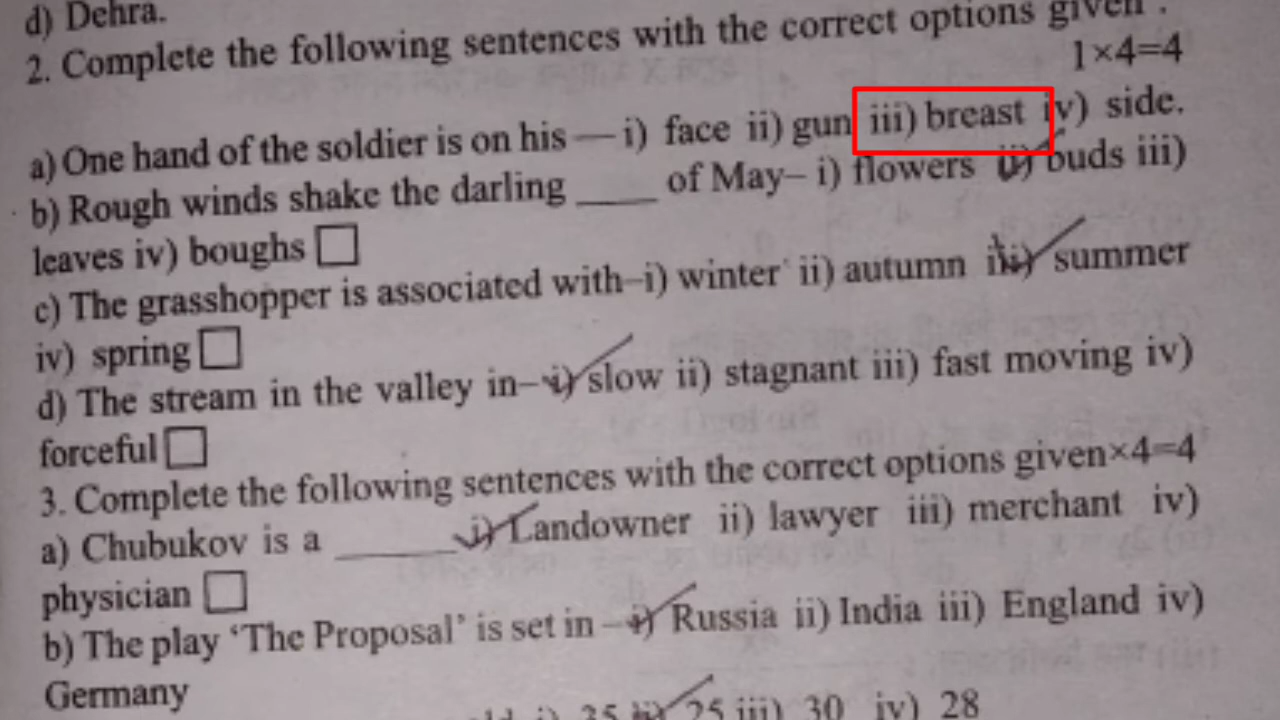 d) Dehra.
2. Complete the following sentences with the correct options given :
1×4=4
a) One hand of the soldier is on his — i) face ii) gun iii) breast iv) side.
b) Rough winds shake the darling ____ of May– i) flowers ii) buds iii)
leaves iv) boughs
c) The grasshopper is associated with–i) winter ii) autumn iii) summer
iv) spring
d) The stream in the valley in–i) slow ii) stagnant iii) fast moving iv)
forceful
3. Complete the following sentences with the correct options given×4=4
a) Chubukov is a ______ i) Landowner ii) lawyer iii) merchant iv)
physician
b) The play ‘The Proposal’ is set in – i) Russia ii) India iii) England iv)
Germany
i) 35 ii) 25 iii) 30 iv) 28